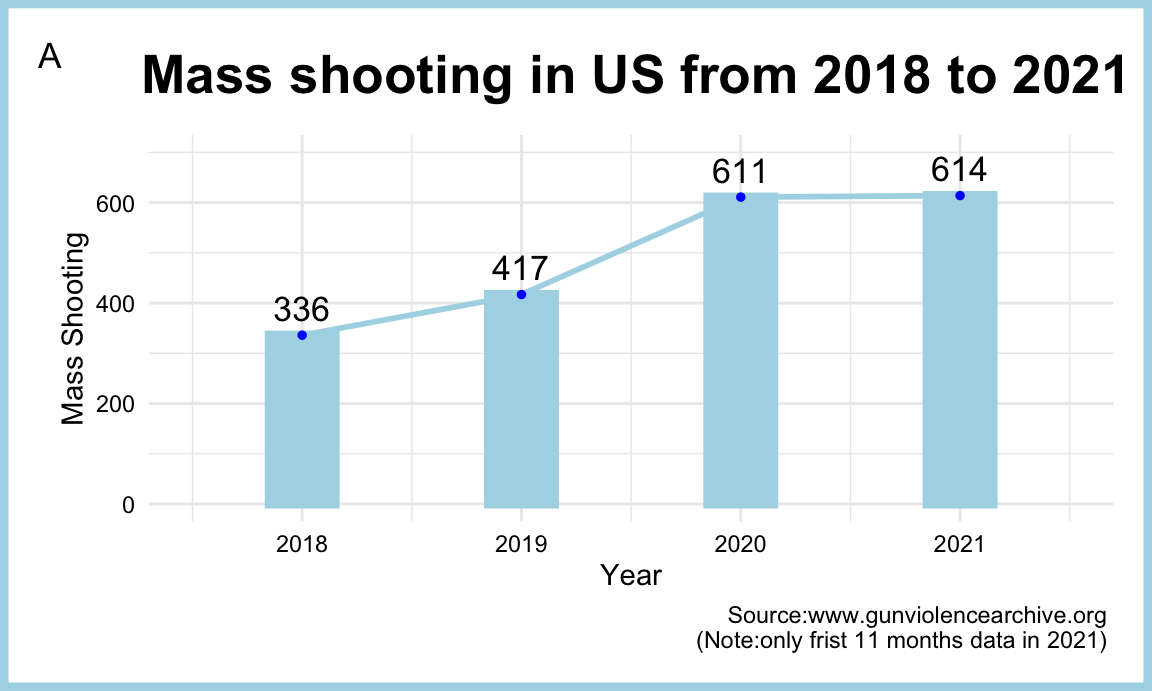 A
Mass shooting in US from 2018 to 2021
611
614
600
417
336
400
200
0
Mass Shooting
2018
2019
2020
2021
Year
Source:www.gunviolencearchive.org
(Note:only frist 11 months data in 2021)